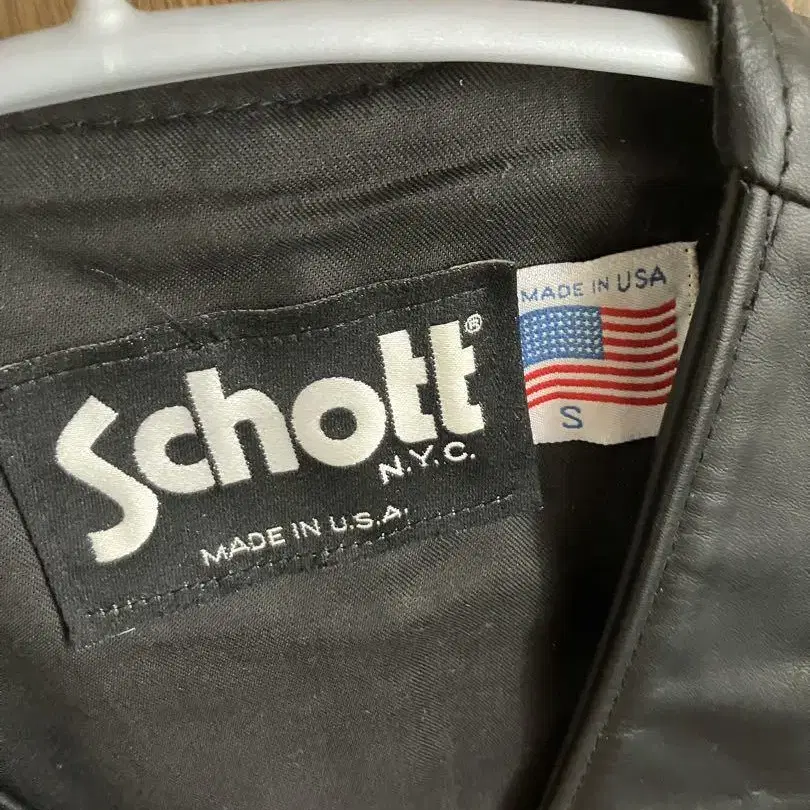 Schott®
N.Y.C.
MADE IN U.S.A.
MADE IN USA
S